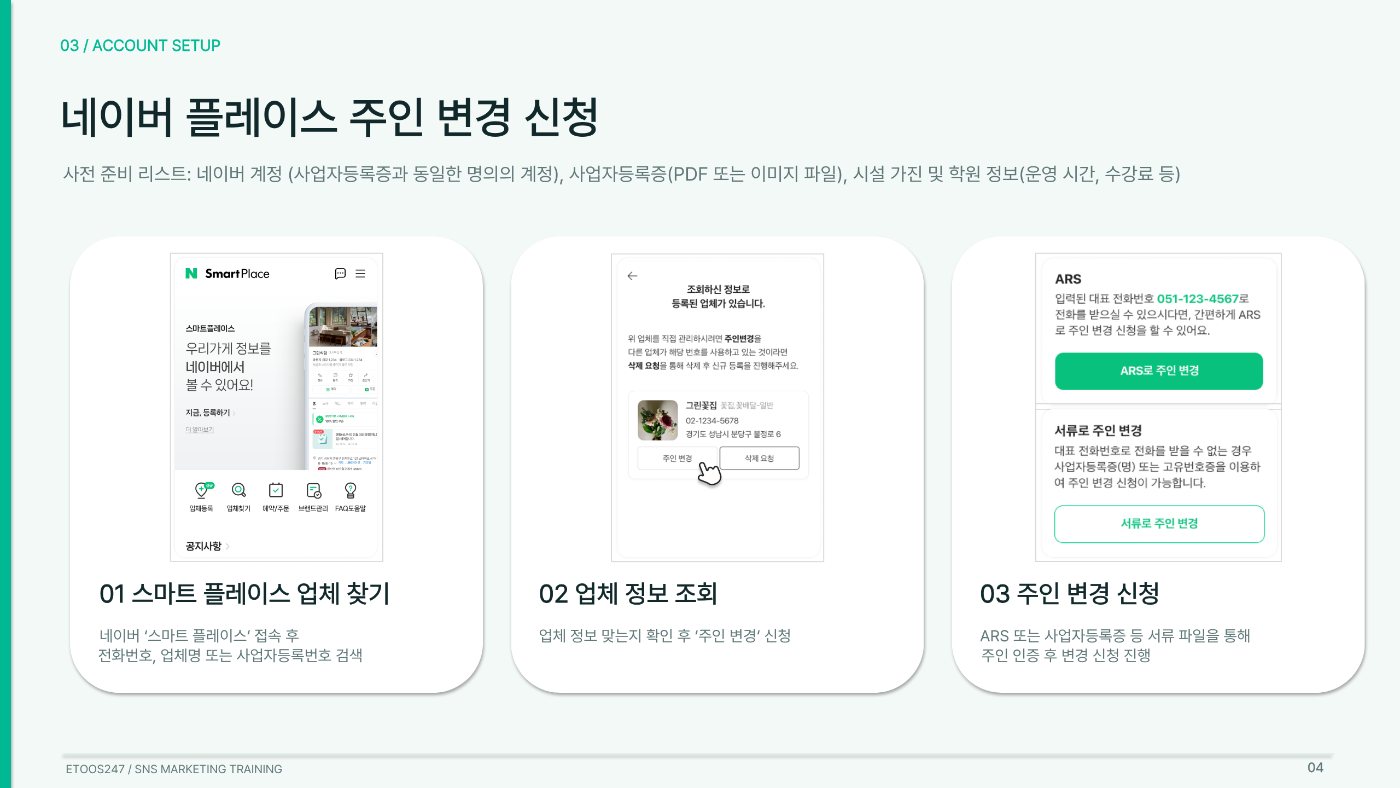 03 / ACCOUNT SETUP
네이버 플레이스 주인 변경 신청
사전 준비 리스트: 네이버 계정 (사업자등록증과 동일한 명의의 계정), 사업자등록증(PDF 또는 이미지 파일), 시설 가진 및 학원 정보(운영 시간, 수강료 등)
N SmartPlace
스마트플레이스
우리가게 정보를
네이버에서
볼 수 있어요!
지금, 등록하기
더 알아보기
업체등록 업체찾기 예약/주문 브랜드관리 FAQ도움말
공지사항
01 스마트 플레이스 업체 찾기
네이버 ‘스마트 플레이스’ 접속 후
전화번호, 업체명 또는 사업자등록번호 검색
조회하신 정보로
등록된 업체가 있습니다.
위 업체를 직접 관리하시려면 주인변경을
다른 업체가 해당 번호를 사용하고 있는 것이라면
삭제 요청을 통해 삭제 후 신규 등록을 진행해주세요.
그린꽃집 꽃집,꽃배달-일반
02-1234-5678
경기도 성남시 분당구 불정로 6
주인 변경 삭제 요청
02 업체 정보 조회
업체 정보 맞는지 확인 후 ‘주인 변경’ 신청
ARS
입력된 대표 전화번호 051-123-4567로
전화를 받으실 수 있으시다면, 간편하게 ARS
로 주인 변경 신청을 할 수 있어요.
ARS로 주인 변경
서류로 주인 변경
대표 전화번호로 전화를 받을 수 없는 경우
사업자등록증(명) 또는 고유번호증을 이용하
여 주인 변경 신청이 가능합니다.
서류로 주인 변경
03 주인 변경 신청
ARS 또는 사업자등록증 등 서류 파일을 통해
주인 인증 후 변경 신청 진행
ETOOS247 / SNS MARKETING TRAINING
04